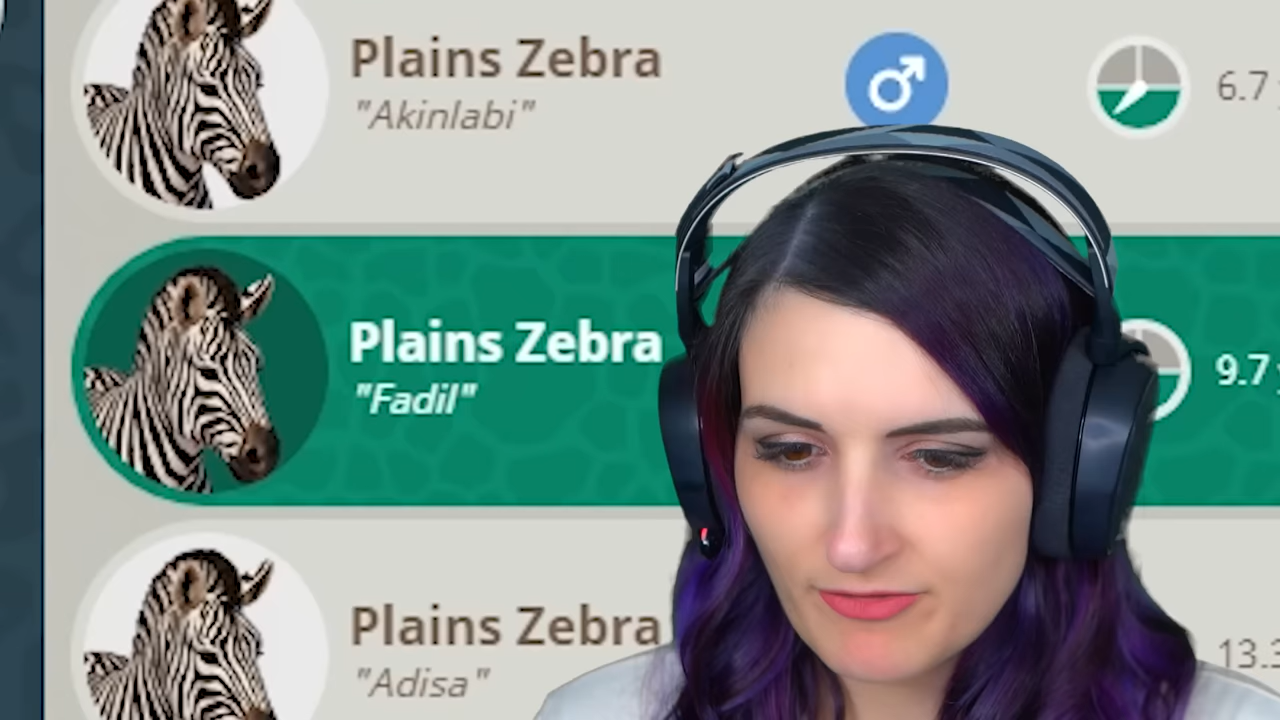 Plains Zebra
"Akinlabi"
6.7
Plains Zebra
"Fadil"
9.7
Plains Zebra
"Adisa"
13.3